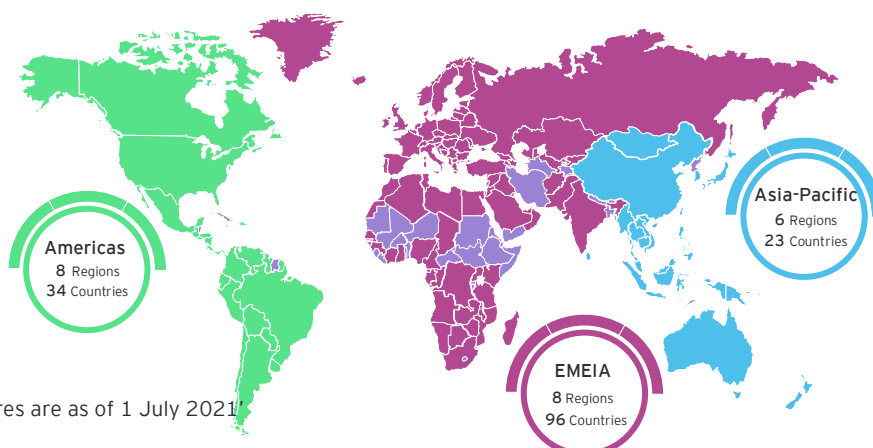 Asia-Pacific
6 Regions
23 Countries
Americas
8 Regions
34 Countries
EMEIA
8 Regions
96 Countries
res are as of 1 July 2021'